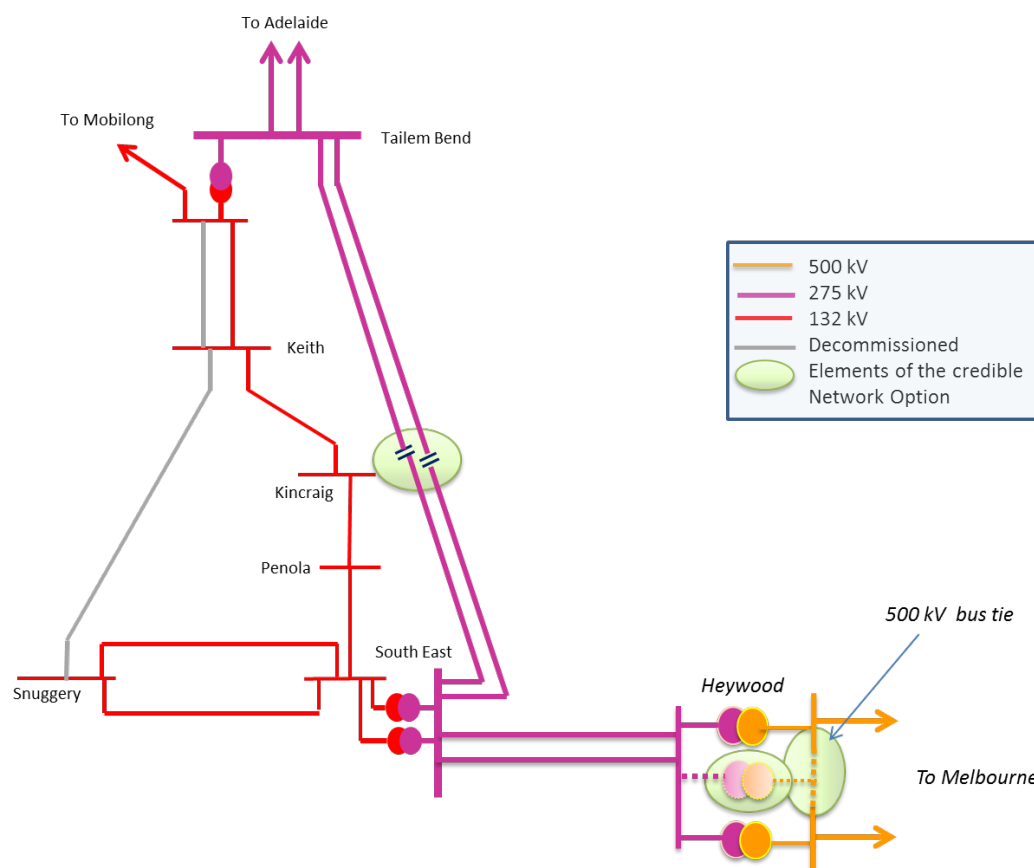 To Adelaide
To Mobilong
Tailem Bend
500 kV
275 kV
132 kV
Keith
Decommissioned
Elements of the credible
Network Option
Kincraig
Penola
500 kV  bus tie
South East
Snuggery
Heywood
To Melbourne